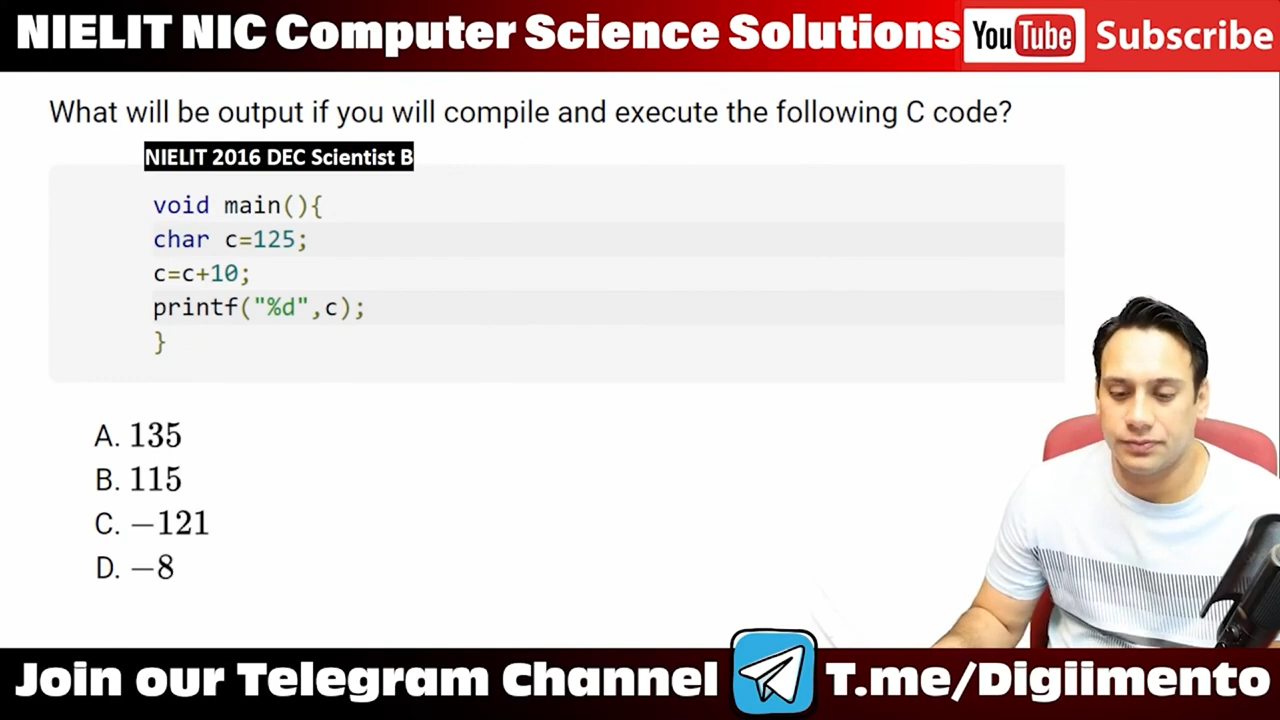 NIELIT NIC Computer Science Solutions YouTube Subscribe
What will be output if you will compile and execute the following C code?
NIELIT 2016 DEC Scientist B
void main(){
char c=125;
c=c+10;
printf("%d",c);
}
A. 135
B. 115
C. −121
D. −8
Join our Telegram Channel T.me/Digiimento